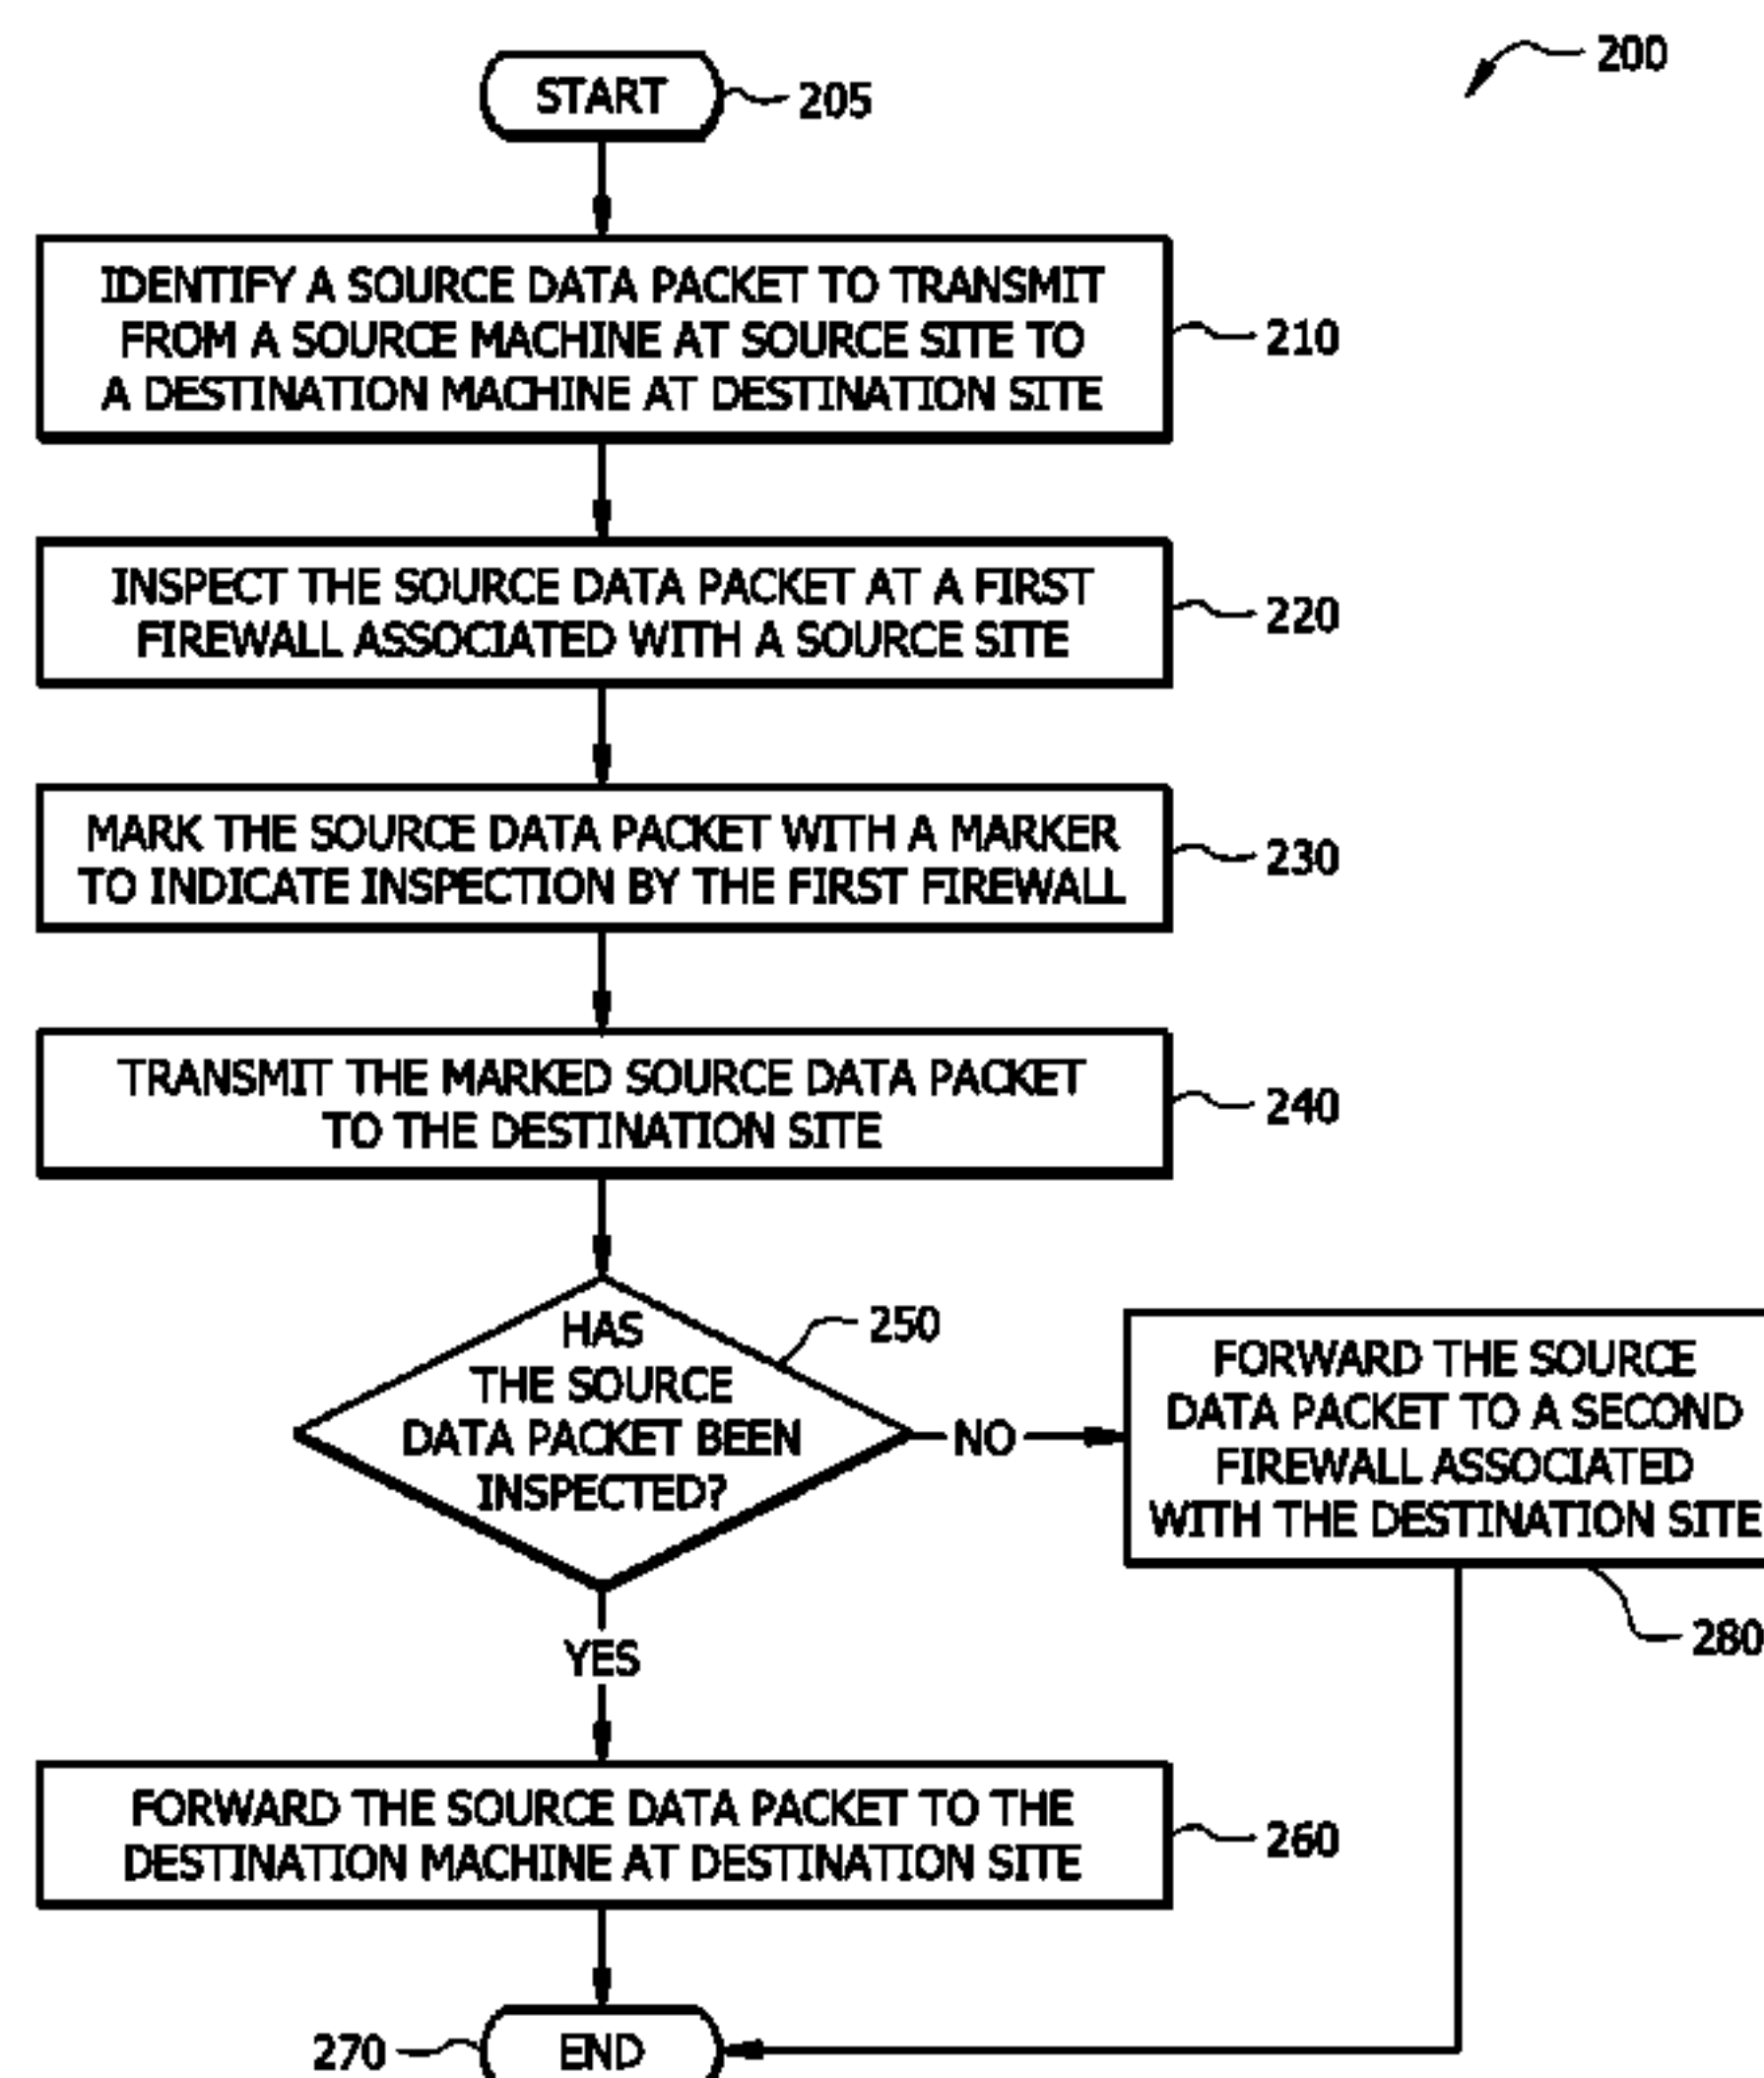 200
START
205
IDENTIFY A SOURCE DATA PACKET TO TRANSMIT
FROM A SOURCE MACHINE AT SOURCE SITE TO
A DESTINATION MACHINE AT DESTINATION SITE
210
INSPECT THE SOURCE DATA PACKET AT A FIRST
FIREWALL ASSOCIATED WITH A SOURCE SITE
220
MARK THE SOURCE DATA PACKET WITH A MARKER
TO INDICATE INSPECTION BY THE FIRST FIREWALL
230
TRANSMIT THE MARKED SOURCE DATA PACKET
TO THE DESTINATION SITE
240
HAS
THE SOURCE
DATA PACKET BEEN
INSPECTED?
250
NO
FORWARD THE SOURCE
DATA PACKET TO A SECOND
FIREWALL ASSOCIATED
WITH THE DESTINATION SITE
280
YES
FORWARD THE SOURCE DATA PACKET TO THE
DESTINATION MACHINE AT DESTINATION SITE
260
270
END